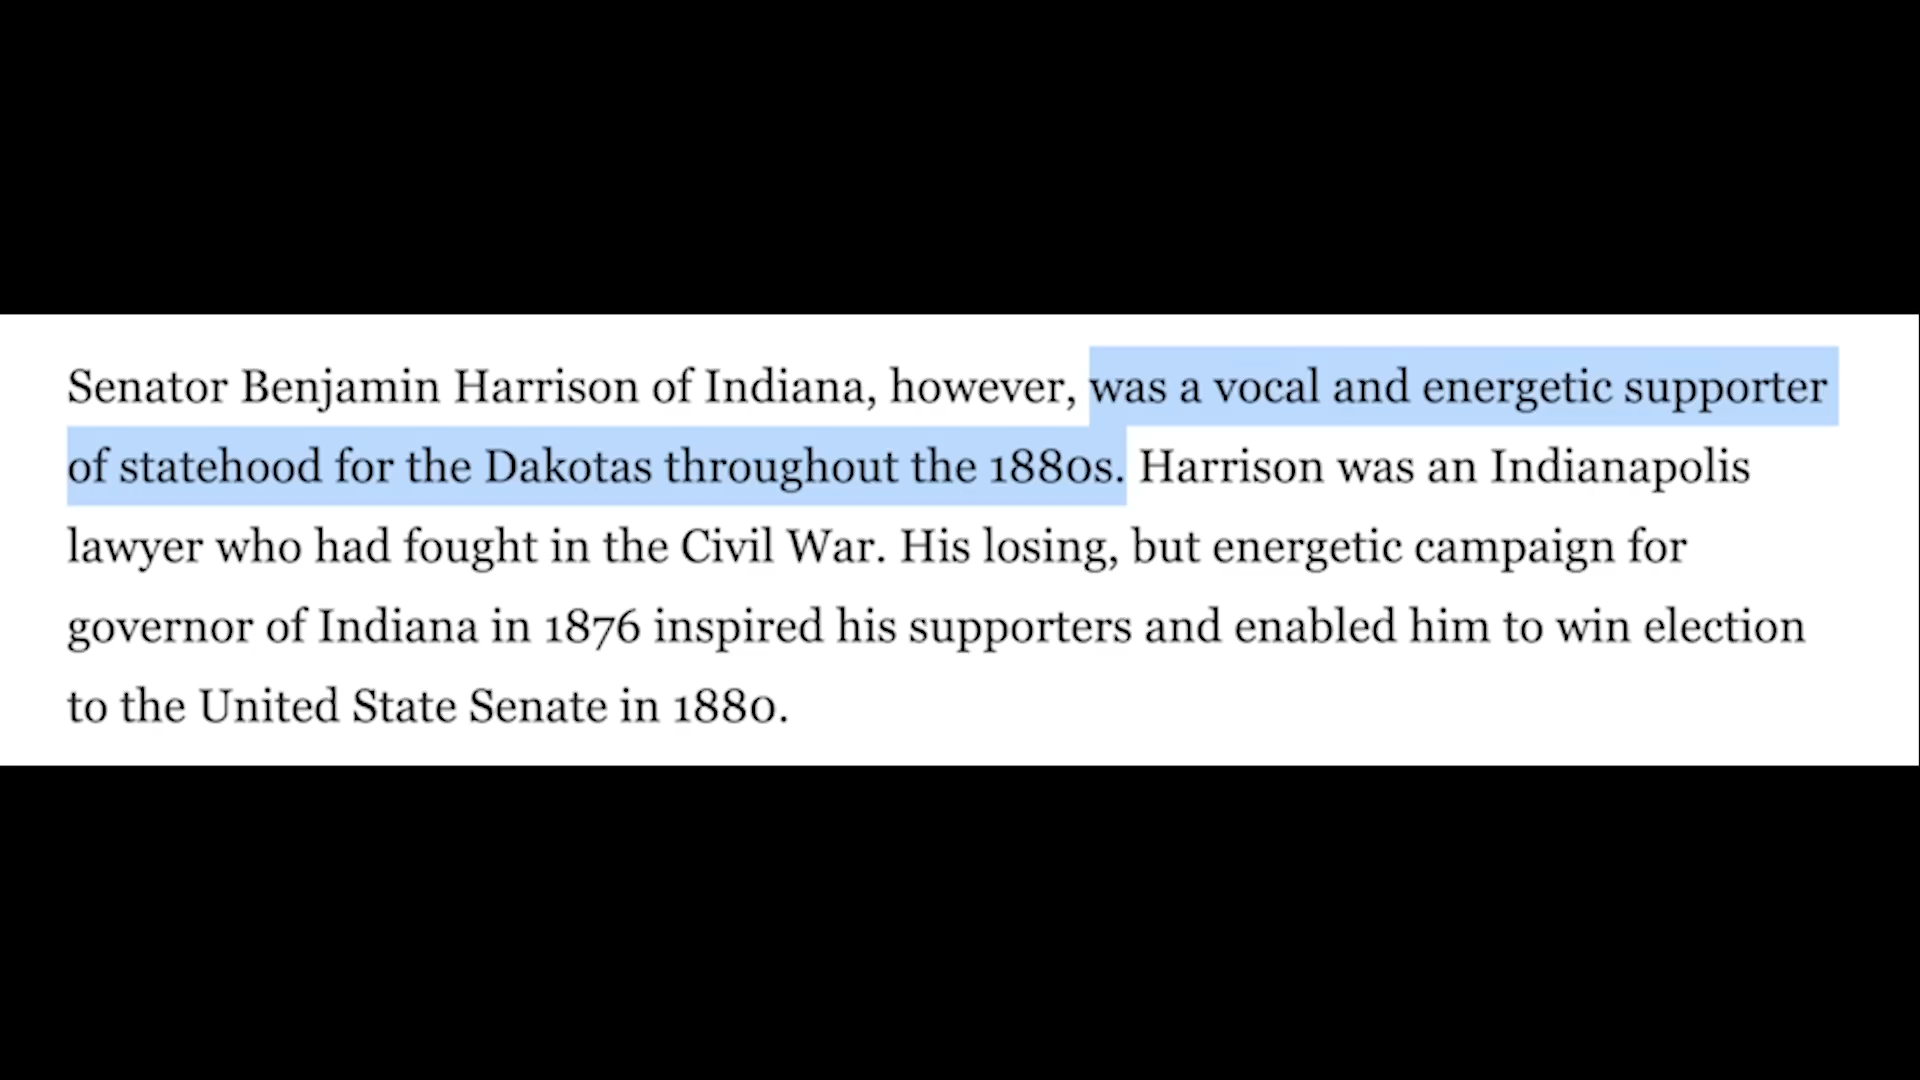 Senator Benjamin Harrison of Indiana, however, was a vocal and energetic supporter
of statehood for the Dakotas throughout the 1880s. Harrison was an Indianapolis
lawyer who had fought in the Civil War. His losing, but energetic campaign for
governor of Indiana in 1876 inspired his supporters and enabled him to win election
to the United State Senate in 1880.